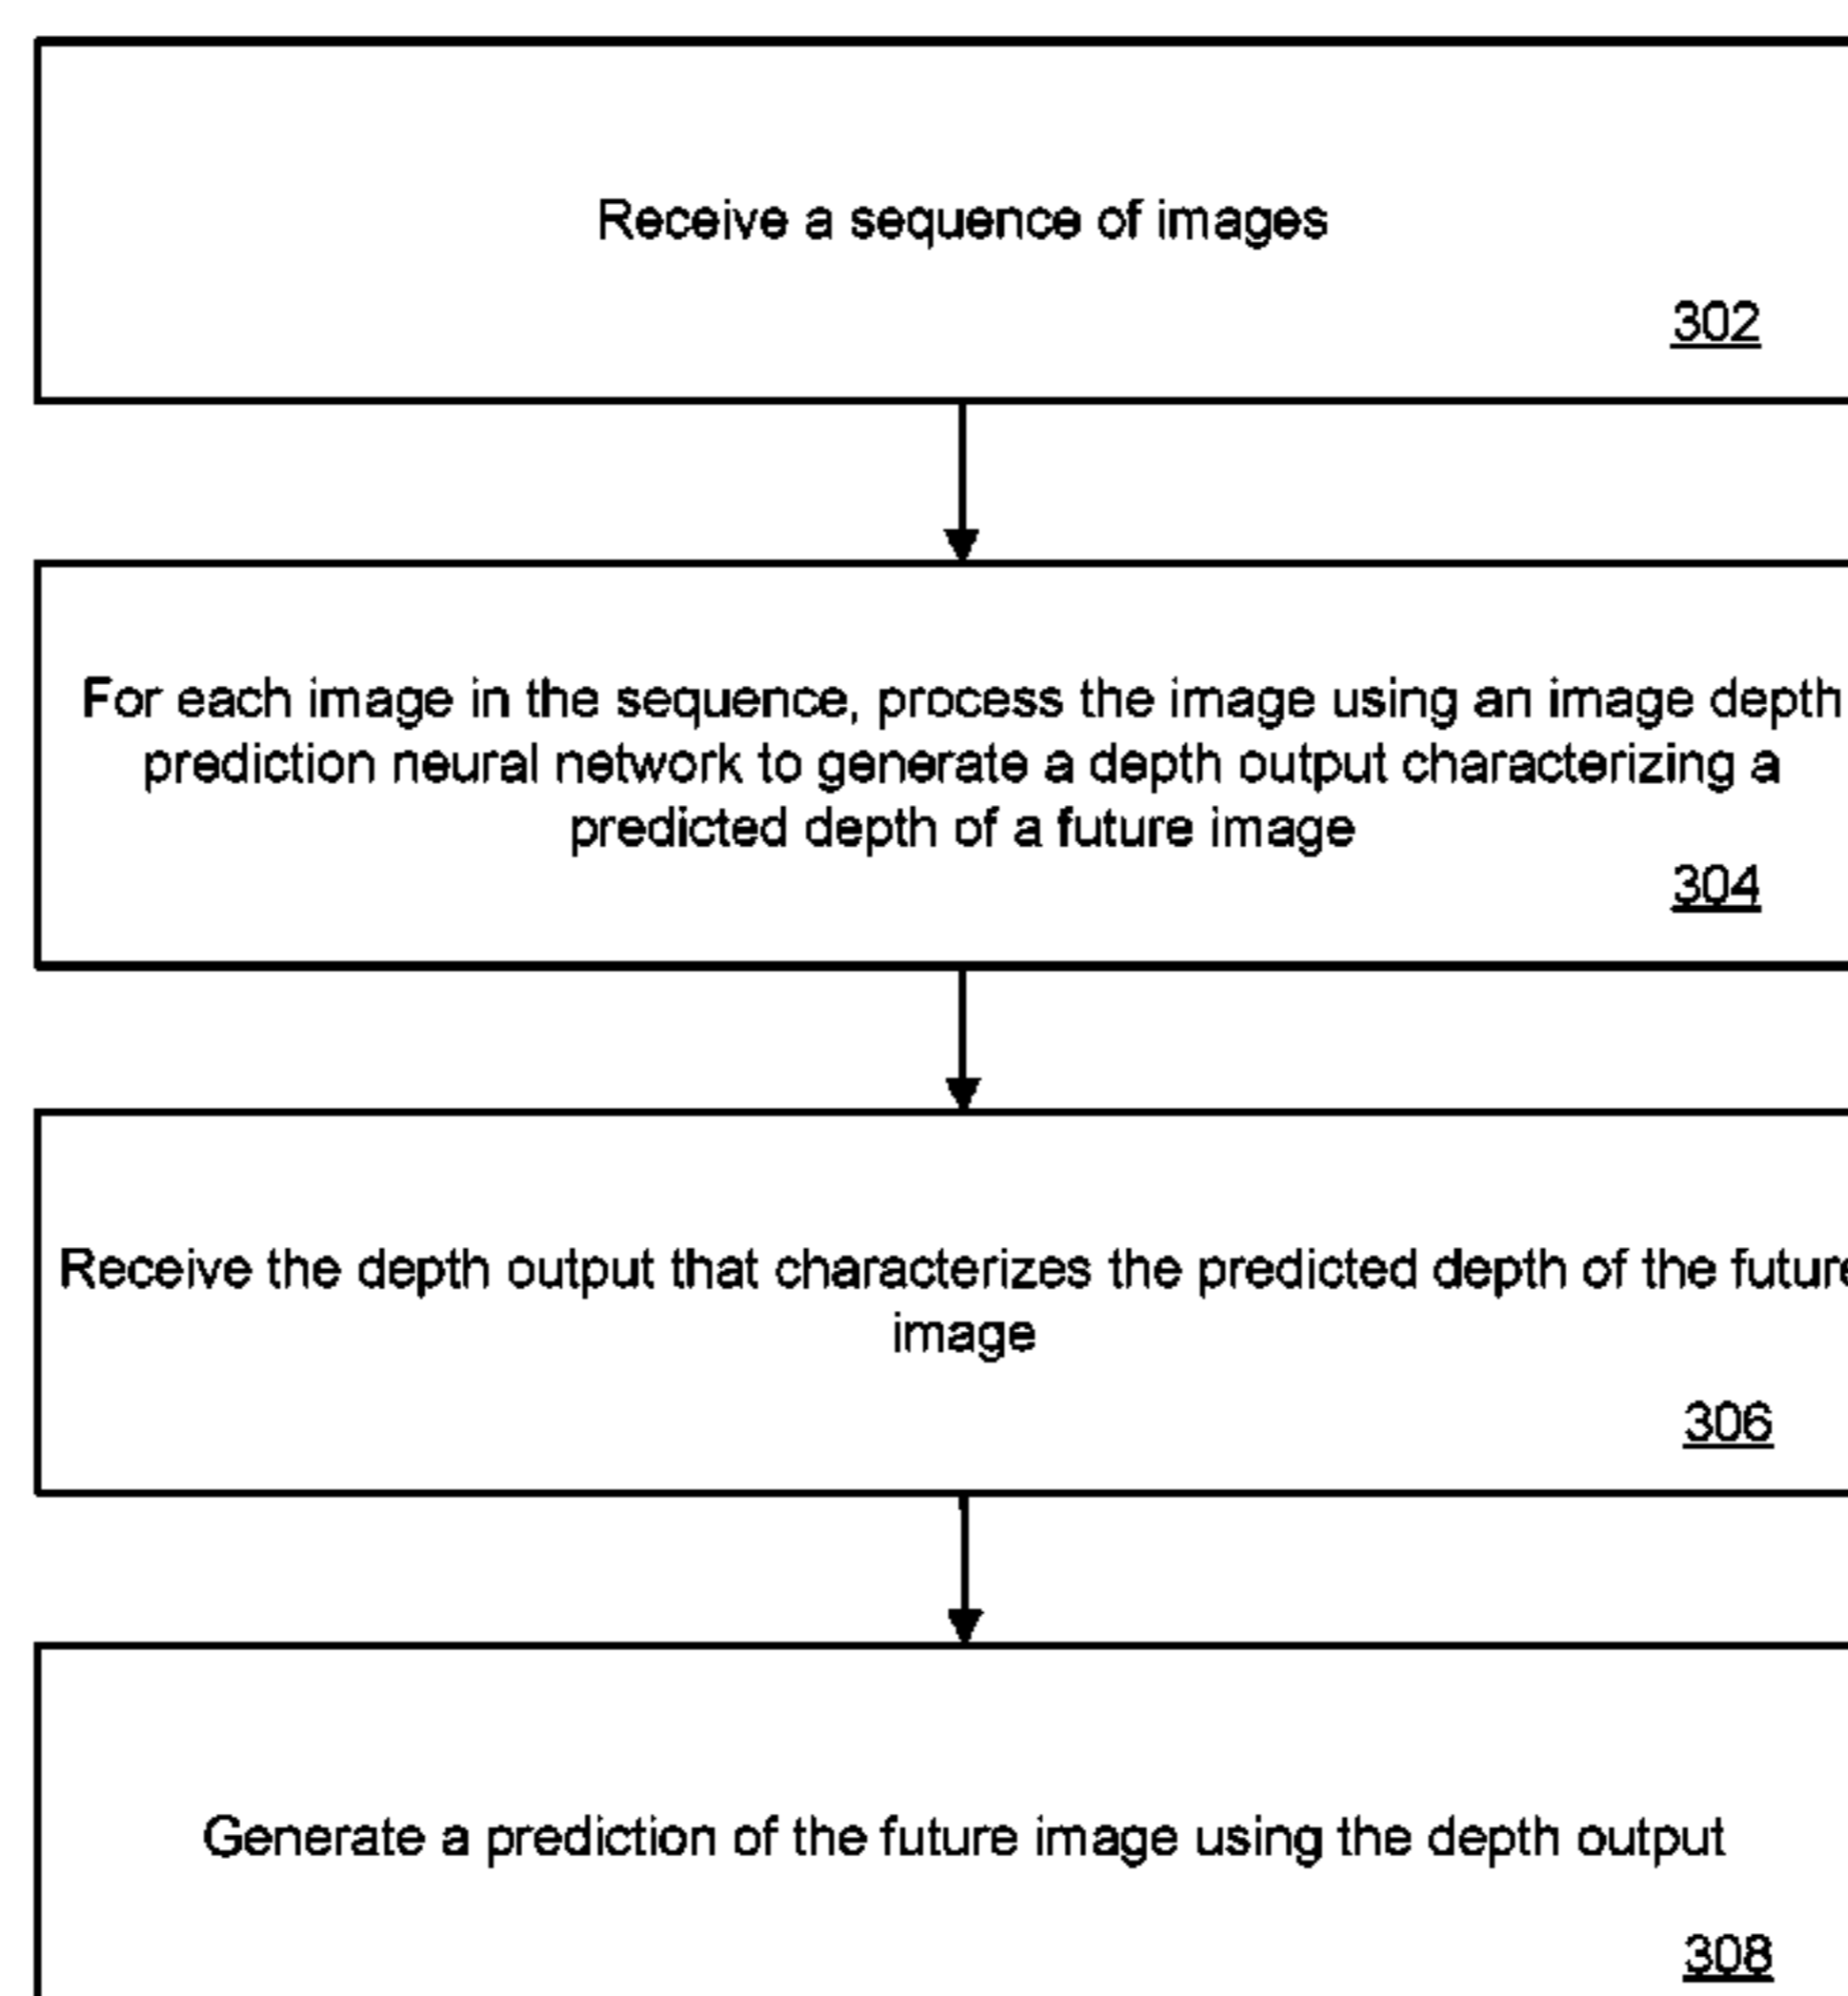 Receive a sequence of images
302
For each image in the sequence, process the image using an image depth
prediction neural network to generate a depth output characterizing a
predicted depth of a future image
304
Receive the depth output that characterizes the predicted depth of the future
image
306
Generate a prediction of the future image using the depth output
308